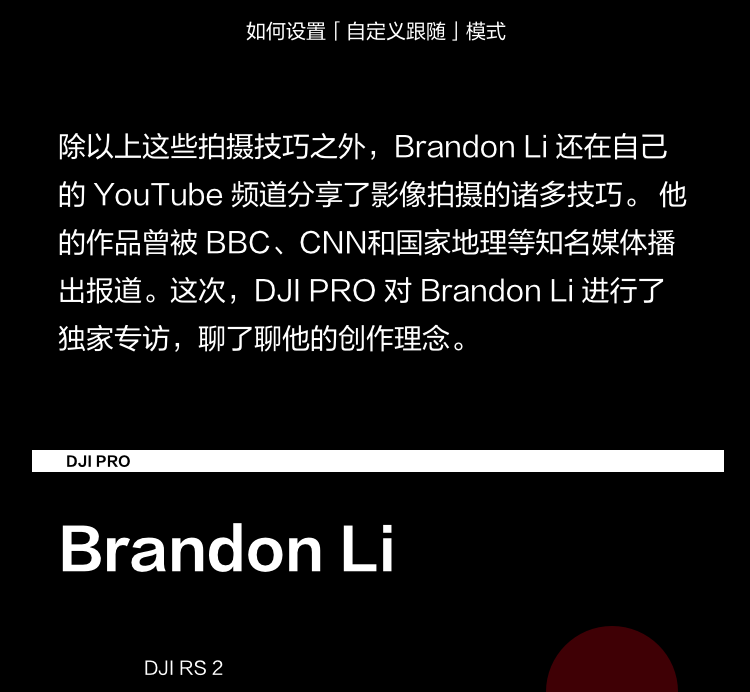 如何设置「自定义跟随」模式
除以上这些拍摄技巧之外，Brandon Li 还在自己
的 YouTube 频道分享了影像拍摄的诸多技巧。 他
的作品曾被 BBC、CNN和国家地理等知名媒体播
出报道。这次，DJI PRO 对 Brandon Li 进行了
独家专访，聊了聊他的创作理念。
DJI PRO
Brandon Li
DJI RS 2